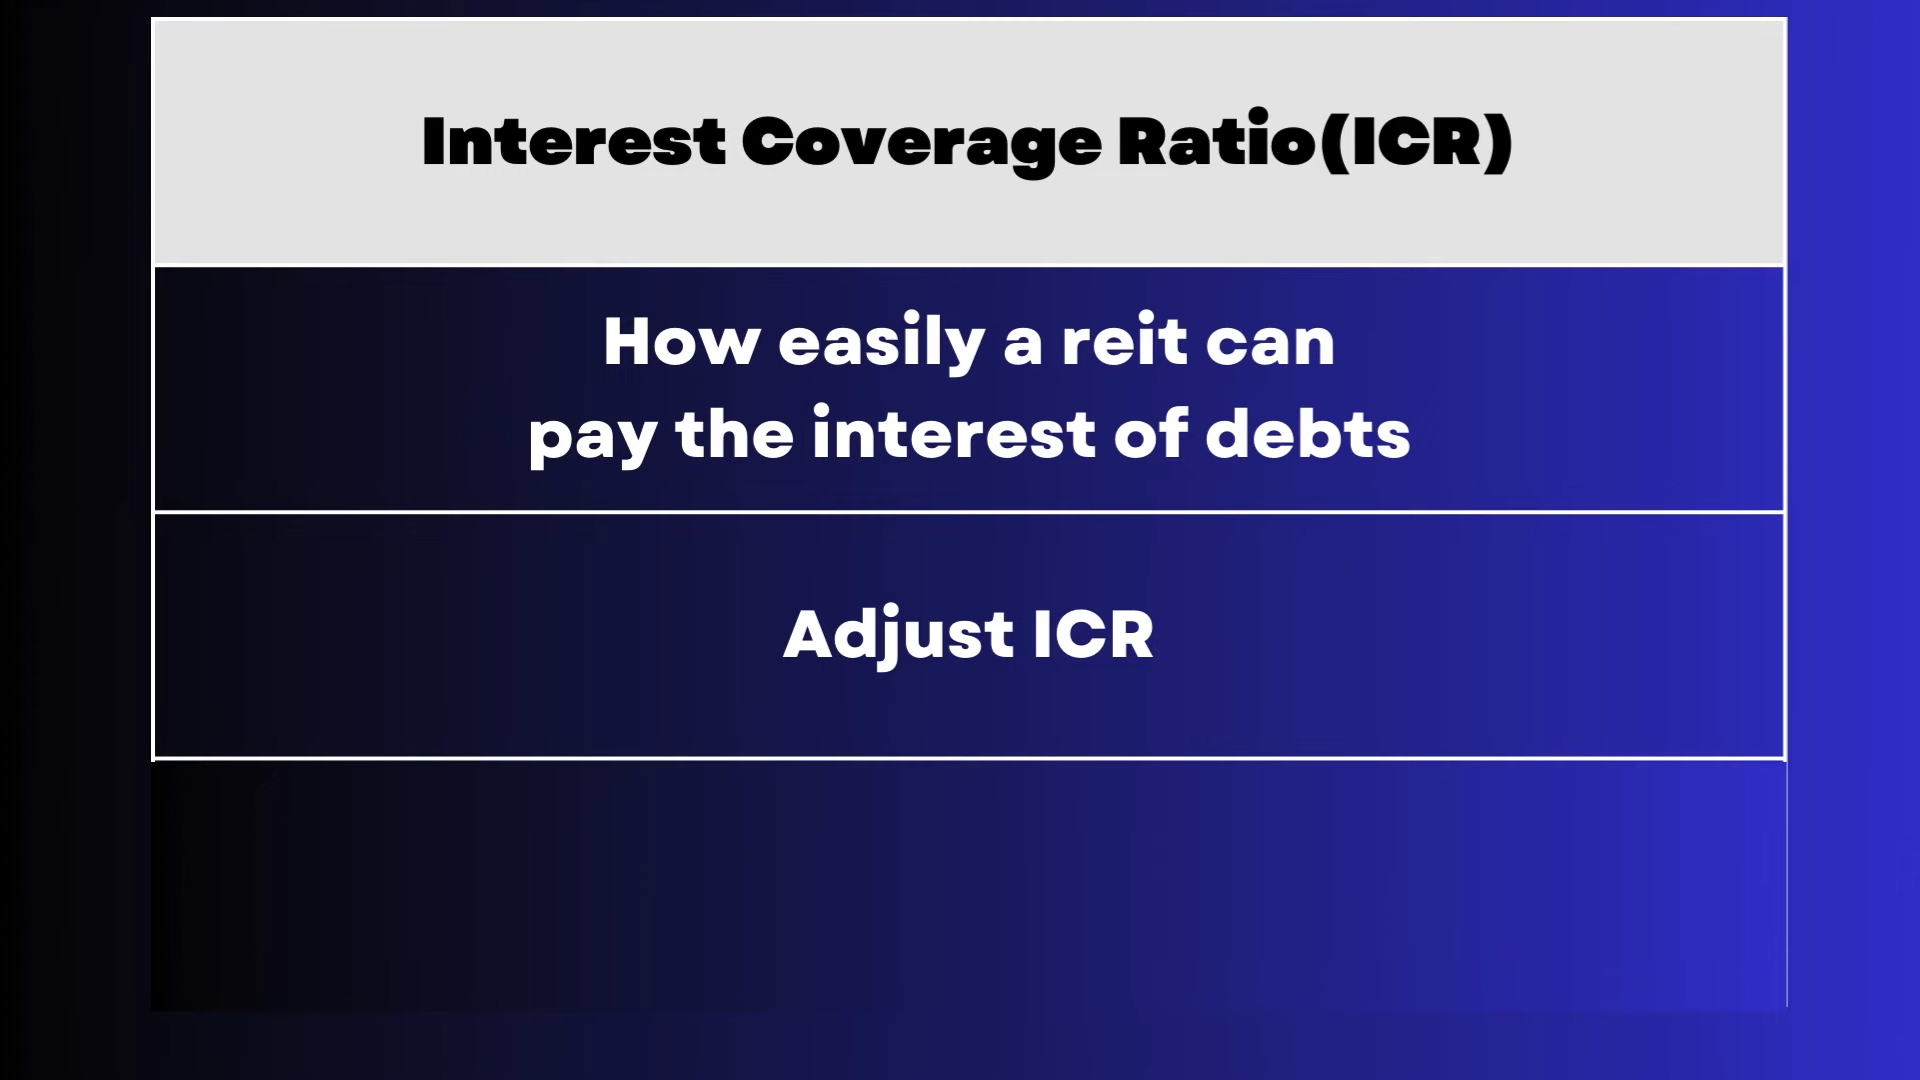 Interest Coverage Ratio(ICR)
How easily a reit can
pay the interest of debts
Adjust ICR